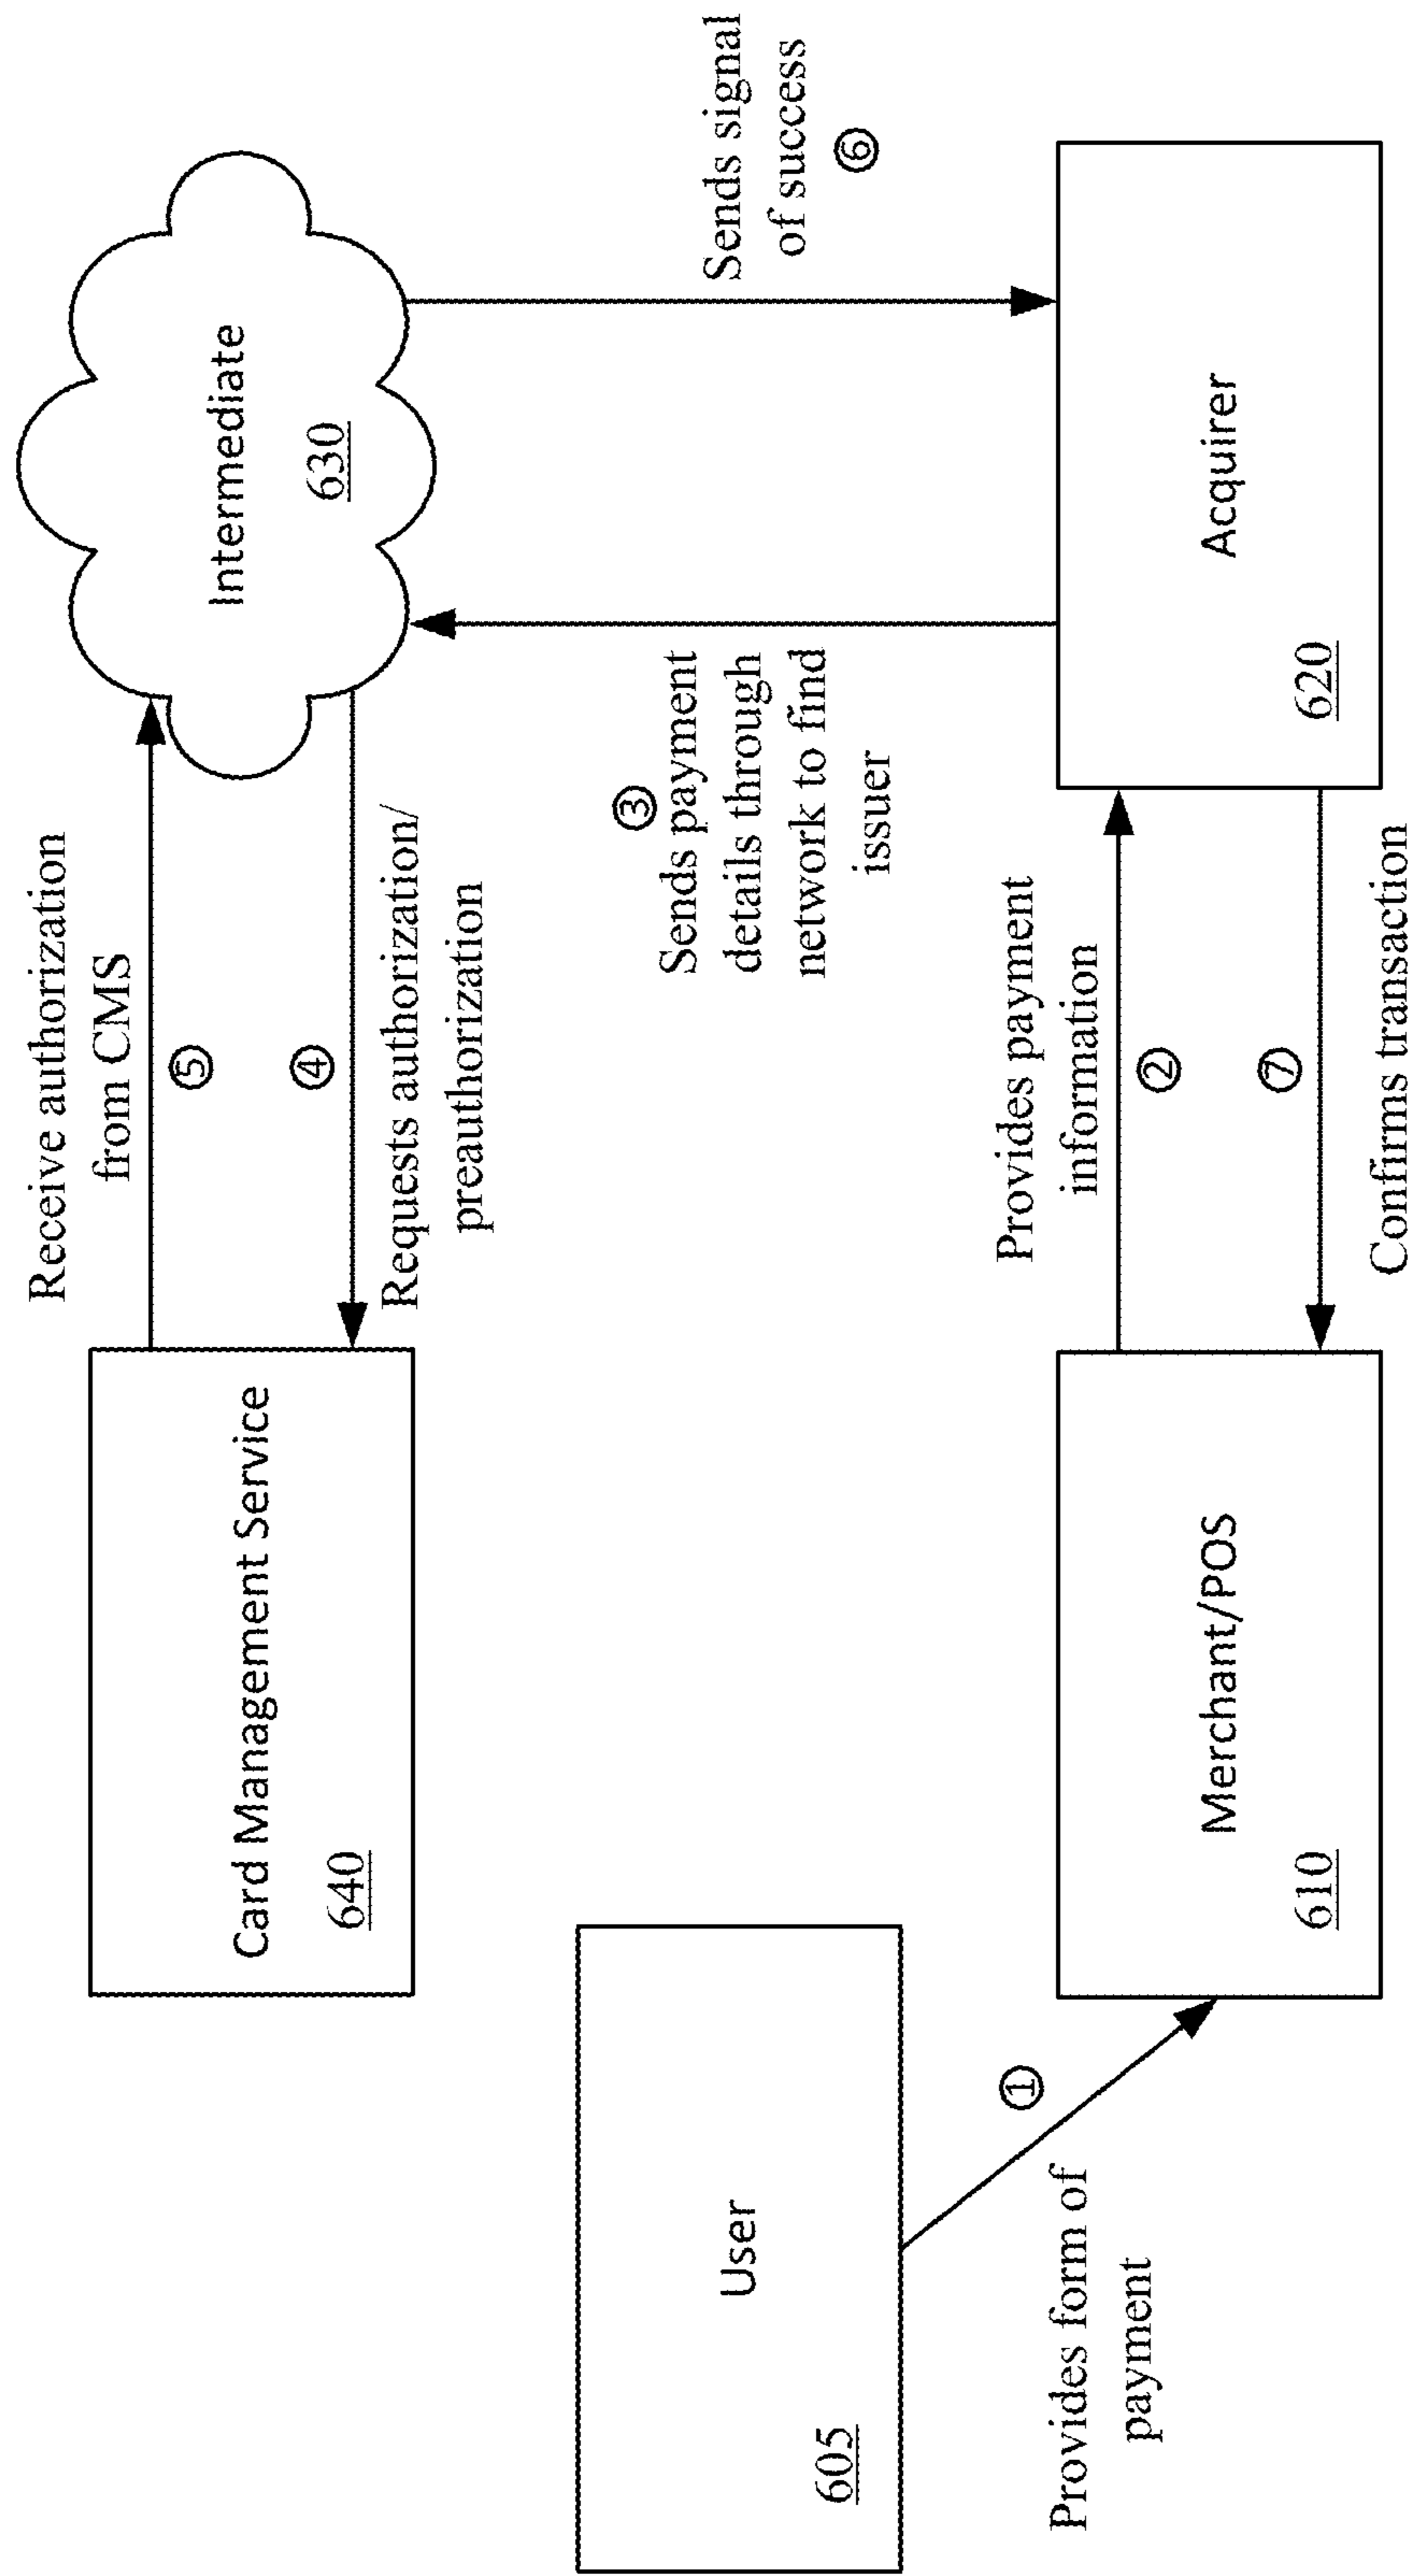 Receive authorization
from CMS
⑤
④
Requests authorization/
preauthorization
Card Management Service
640
Intermediate
630
Sends signal
of success
⑥
③
Sends payment
details through
network to find
issuer
User
605
①
Provides form of
payment
Provides payment
information
②
⑦
Confirms transaction
Merchant/POS
610
Acquirer
620